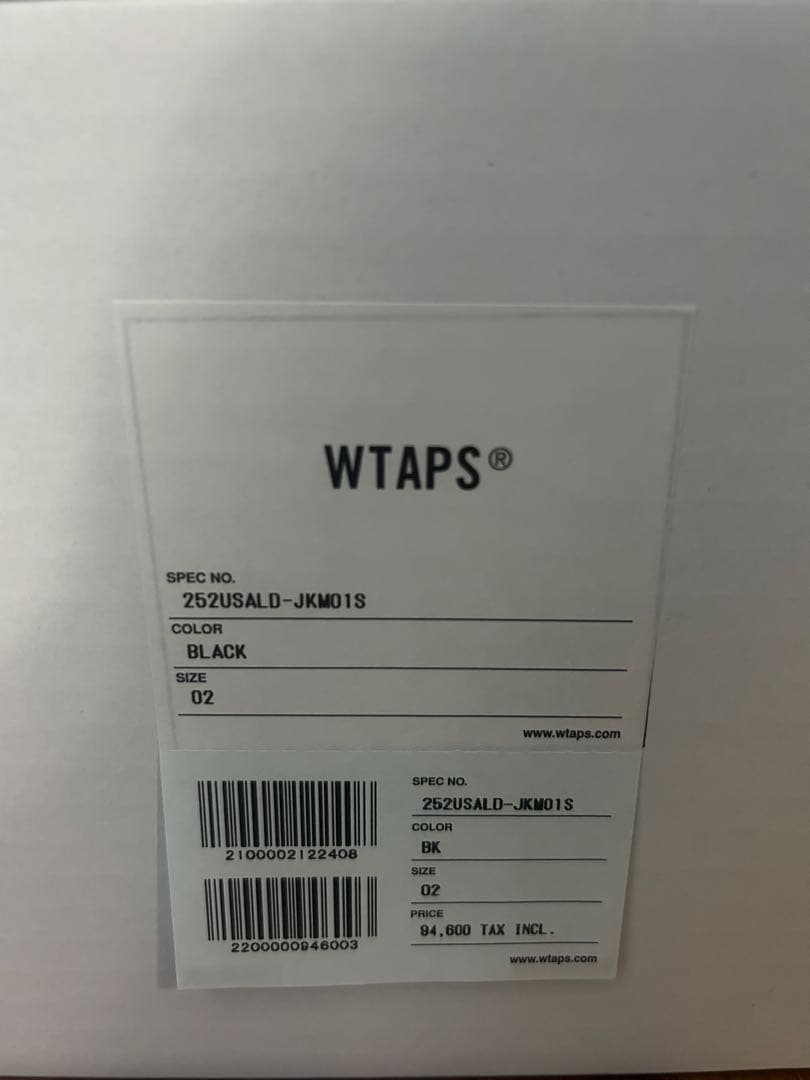 WTAPS®
SPEC NO.
252USALD-JKM01S
COLOR
BLACK
SIZE
02
www.wtaps.com
2100002122408
2200000946003
SPEC NO.
252USALD-JKM01S
COLOR
BK
SIZE
02
PRICE
94,600 TAX INCL.
www.wtaps.com